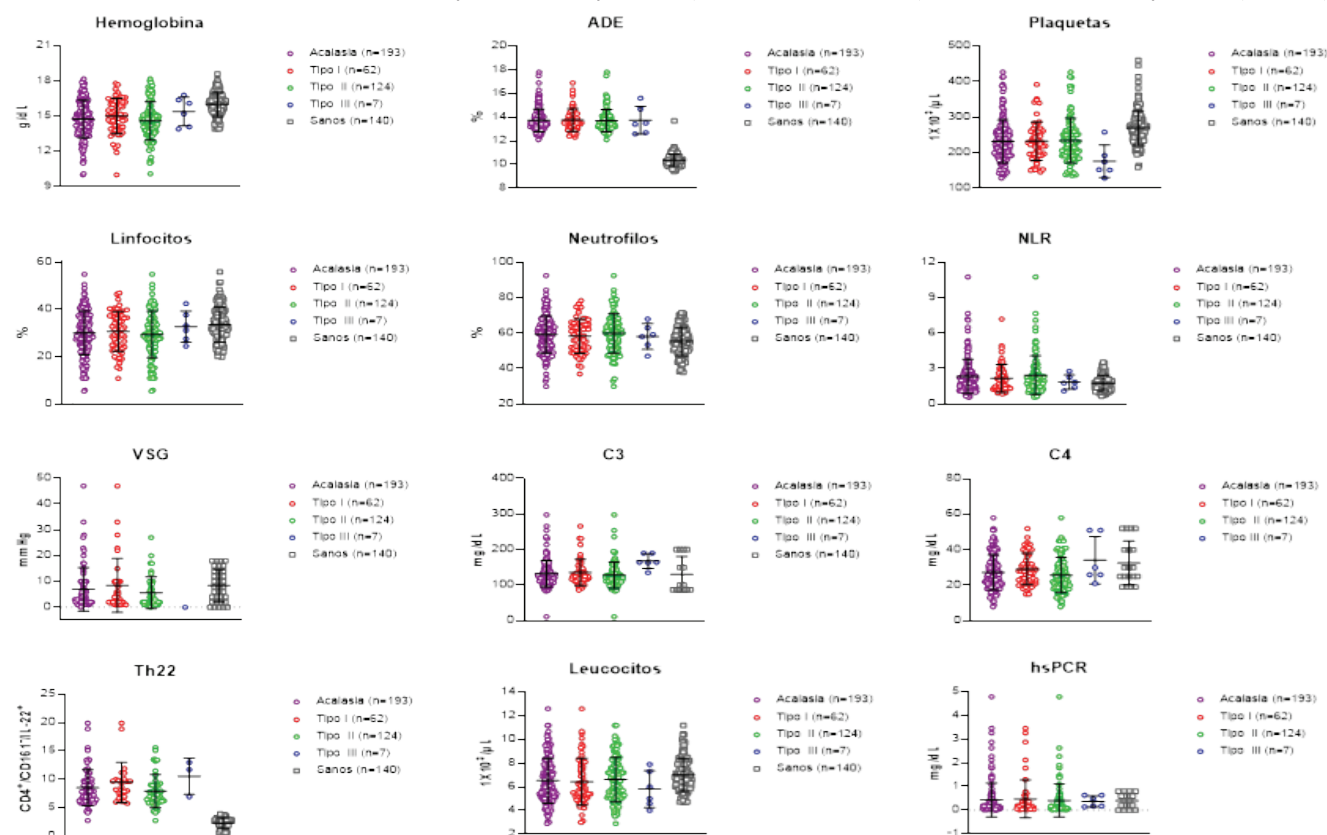 Hemoglobina
g/dL
21
18
15
12
9
Acalasia (n=193)
Tipo I (n=62)
Tipo II (n=124)
Tipo III (n=7)
Sanos (n=140)
ADE
%
20
18
16
14
12
10
8
Acalasia (n=193)
Tipo I (n=62)
Tipo II (n=124)
Tipo III (n=7)
Sanos (n=140)
Plaquetas
500
400
300
200
100
Acalasia (n=193)
Tipo I (n=62)
Tipo II (n=124)
Tipo III (n=7)
Sanos (n=140)
Linfocitos
%
60
40
20
0
Acalasia (n=193)
Tipo I (n=62)
Tipo II (n=124)
Tipo III (n=7)
Sanos (n=140)
Neutrofilos
%
100
80
60
40
20
Acalasia (n=193)
Tipo I (n=62)
Tipo II (n=124)
Tipo III (n=7)
Sanos (n=140)
NLR
12
9
6
3
0
Acalasia (n=193)
Tipo I (n=62)
Tipo II (n=124)
Tipo III (n=7)
Sanos (n=140)
VSG
mmHg
50
40
30
20
10
0
Acalasia (n=193)
Tipo I (n=62)
Tipo II (n=124)
Tipo III (n=7)
Sanos (n=140)
C3
mg/dL
400
300
200
100
0
Acalasia (n=193)
Tipo I (n=62)
Tipo II (n=124)
Tipo III (n=7)
Sanos (n=140)
C4
mg/dL
80
60
40
20
0
Acalasia (n=193)
Tipo I (n=62)
Tipo II (n=124)
Tipo III (n=7)
Th22
CD4⁺/CD161⁻/IL-22⁺
25
20
15
10
5
0
Acalasia (n=193)
Tipo I (n=62)
Tipo II (n=124)
Tipo III (n=7)
Sanos (n=140)
Leucocitos
14
12
10
8
6
4
2
Acalasia (n=193)
Tipo I (n=62)
Tipo II (n=124)
Tipo III (n=7)
Sanos (n=140)
hsPCR
mg/dL
5
4
3
2
1
0
-1
Acalasia (n=193)
Tipo I (n=62)
Tipo II (n=124)
Tipo III (n=7)